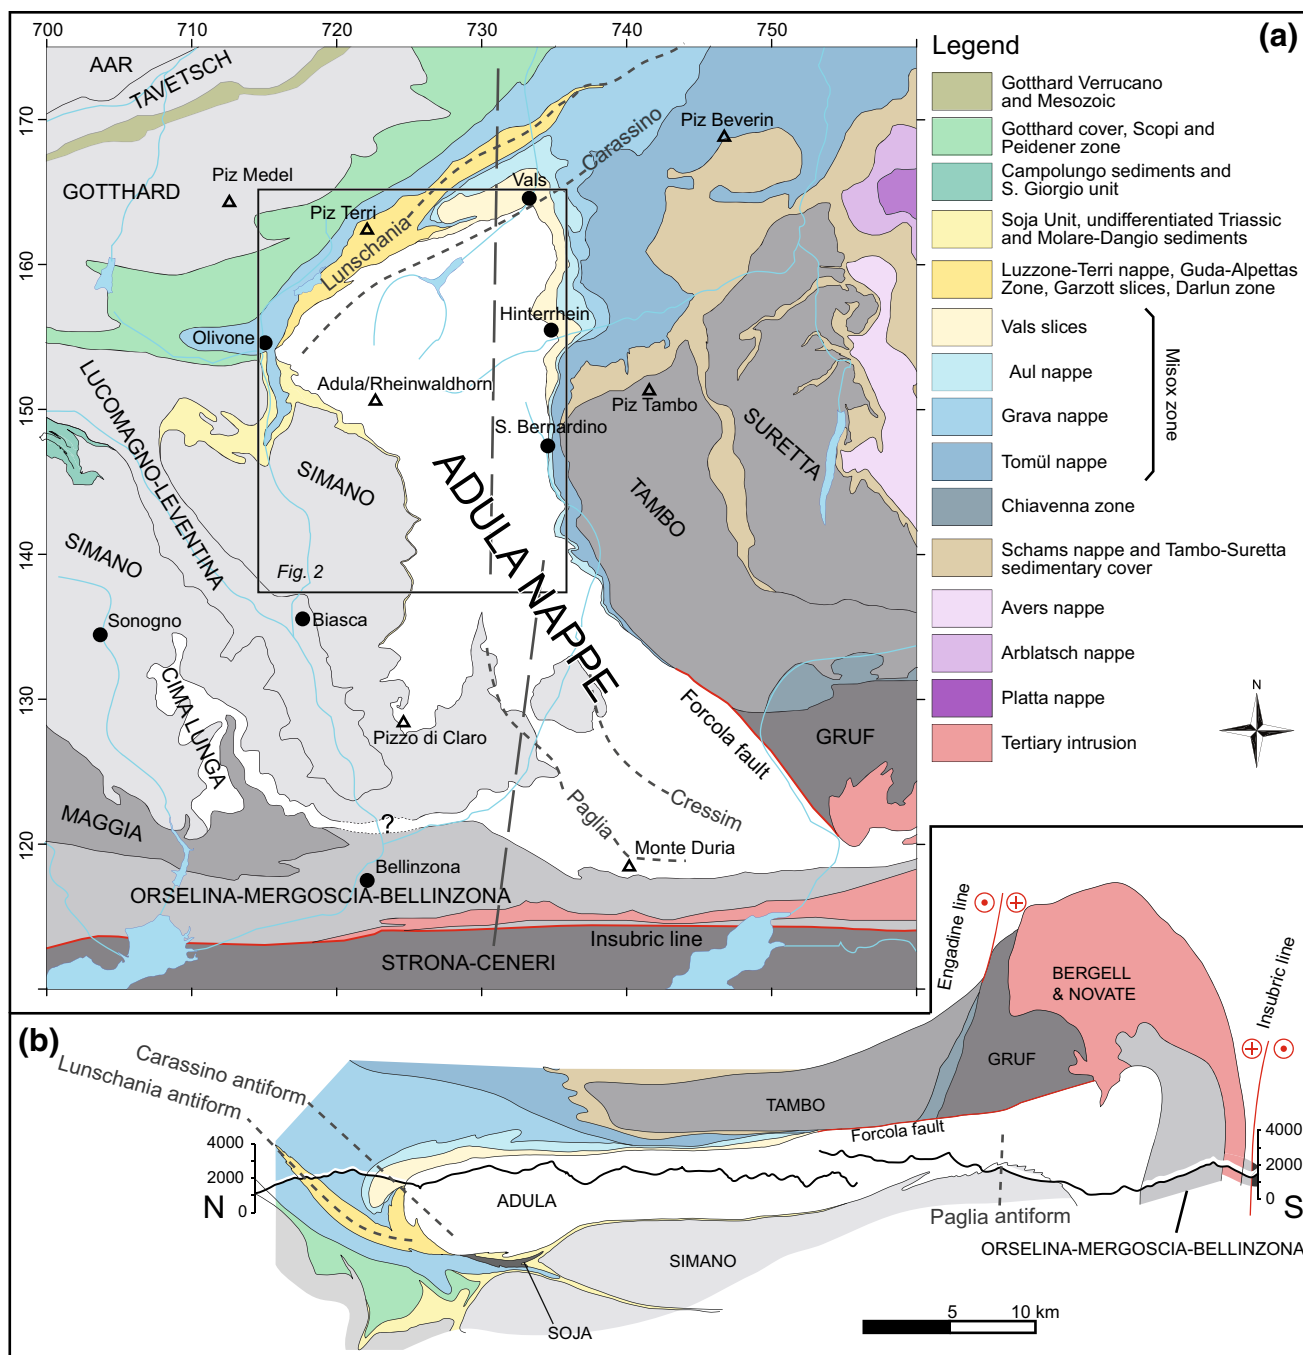 700
710
720
730
740
750
(a)
170
160
150
140
130
120
AAR
TAVETSCH
GOTTHARD
Piz Medel
Piz Terri
Lunschania
Vals
Carassino
Piz Beverin
Olivone
Hinterrhein
Adula/Rheinwaldhorn
S. Bernardino
Piz Tambo
LUCOMAGNO-LEVENTINA
SIMANO
SIMANO
ADULA NAPPE
TAMBO
SURETTA
Fig. 2
Sonogno
Biasca
CIMA LUNGA
Pizzo di Claro
Forcola fault
GRUF
Paglia
Cressim
MAGGIA
?
Monte Duria
Bellinzona
ORSELINA-MERGOSCIA-BELLINZONA
Insubric line
STRONA-CENERI
Legend
Gotthard Verrucano
and Mesozoic
Gotthard cover, Scopi and
Peidener zone
Campolungo sediments and
S. Giorgio unit
Soja Unit, undifferentiated Triassic
and Molare-Dangio sediments
Luzzone-Terri nappe, Guda-Alpettas
Zone, Garzott slices, Darlun zone
Vals slices
Aul nappe
Grava nappe
Tomül nappe
Misox zone
Chiavenna zone
Schams nappe and Tambo-Suretta
sedimentary cover
Avers nappe
Arblatsch nappe
Platta nappe
Tertiary intrusion
N
(b)
Carassino antiform
Lunschania antiform
4000
2000
0
N
ADULA
SOJA
SIMANO
TAMBO
Forcola fault
GRUF
BERGELL
& NOVATE
Engadine line
Insubric line
Paglia antiform
4000
2000
0
S
ORSELINA-MERGOSCIA-BELLINZONA
5
10 km